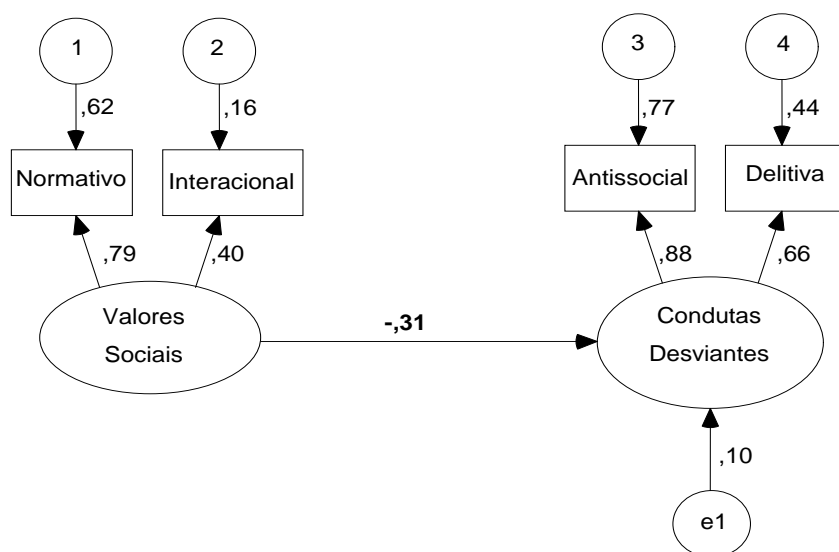 1
2
3
4
,62
,16
,77
,44
Normativo
Interacional
Antissocial
Delitiva
,79
,40
,88
,66
Valores
Sociais
-,31
Condutas
Desviantes
,10
e1